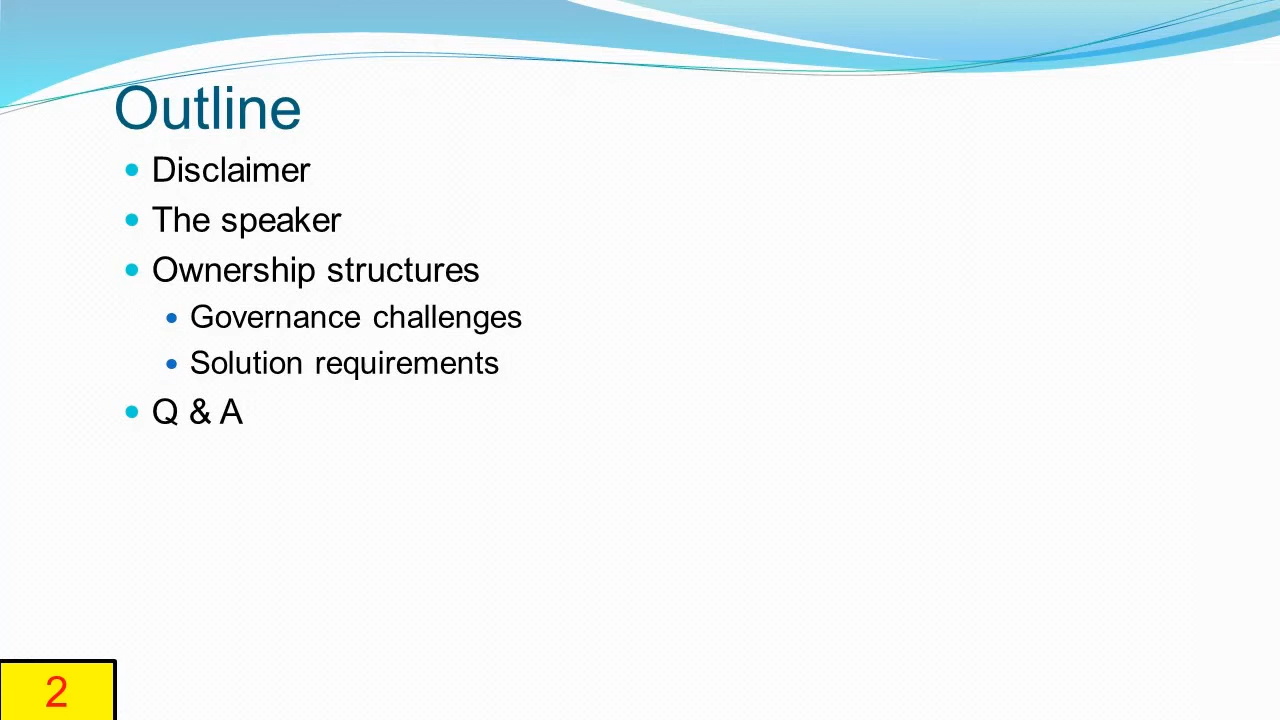 Outline
Disclaimer
The speaker
Ownership structures
Governance challenges
Solution requirements
Q & A
2